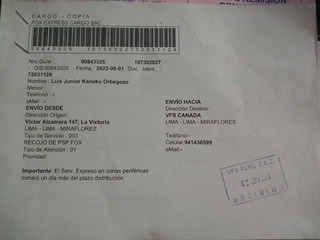 CARGO - COPIA
FOX EXPRESS CARGO SAC
Nro.Guía: 00843325 107302027
O/S:00843325 Fecha: 2022-06-01 Doc. Ident.
72031128
Nombre: Luis Junior Kaneku Orbegozo
Menor:
Teléfono: -
eMail: -
ENVÍO DESDE
Dirección Origen:
Victor Alzamora 147, La Victoria
LIMA - LIMA - MIRAFLORES
Tipo de Servicio : 003
RECOJO DE PSP FOX
Tipo de Atención : 01
Prioridad:
ENVÍO HACIA
Dirección Destino:
VFS CANADA
LIMA - LIMA - MIRAFLORES
Teléfono:-
Celular:941438599
eMail:-
Importante: El Serv. Expreso en zonas periféricas
tomará un día más del plazo distribución
VFS PERU S.A.C.
RECIBIDO